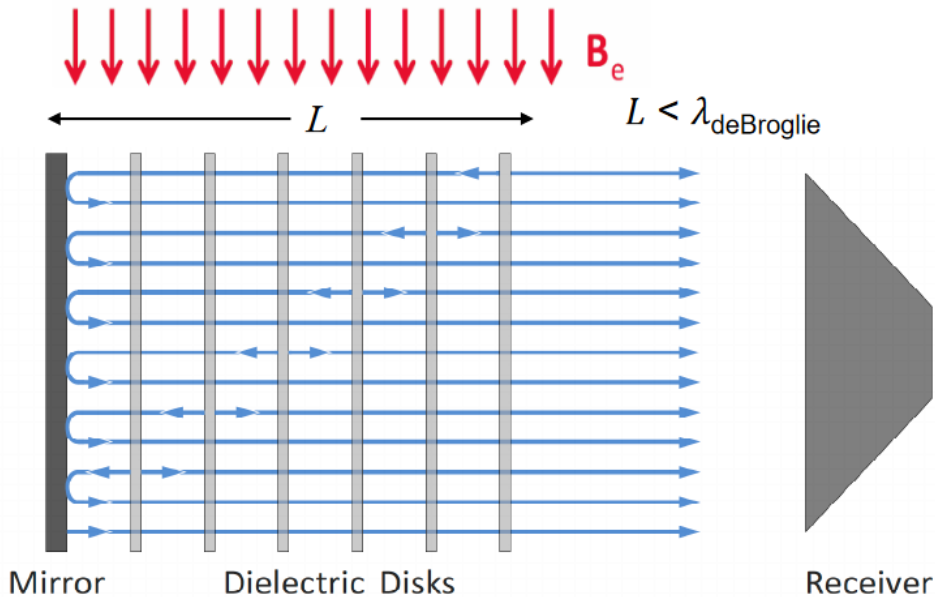 B_e
L
L < λ_deBroglie
Mirror
Dielectric Disks
Receiver